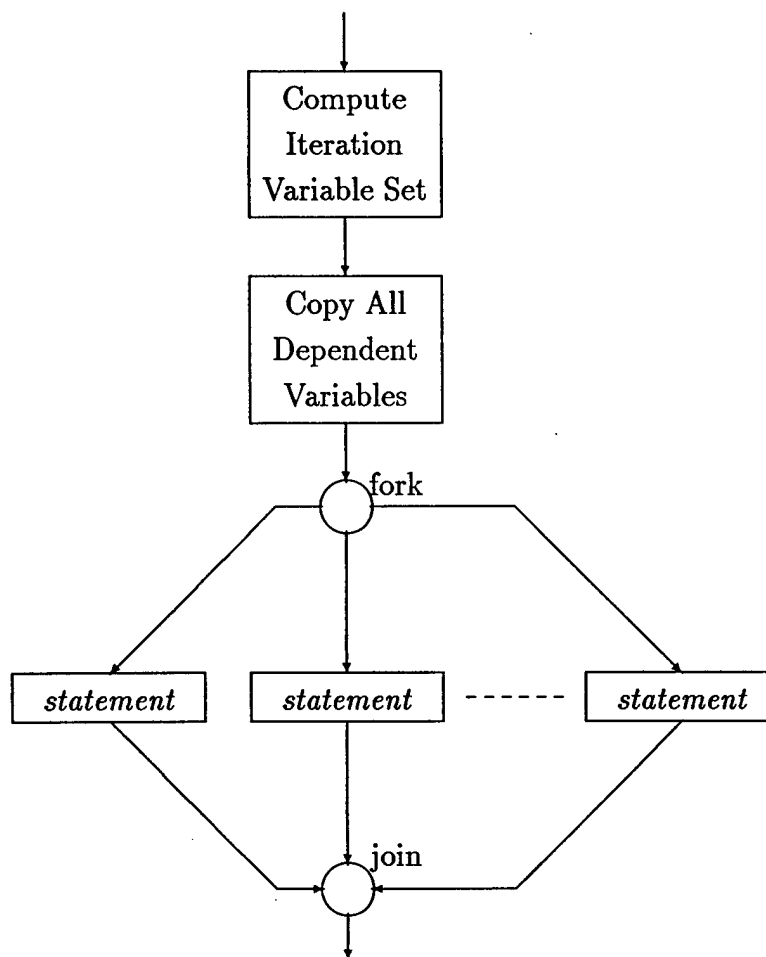 Compute
Iteration
Variable Set
Copy All
Dependent
Variables
fork
statement
statement
statement
join